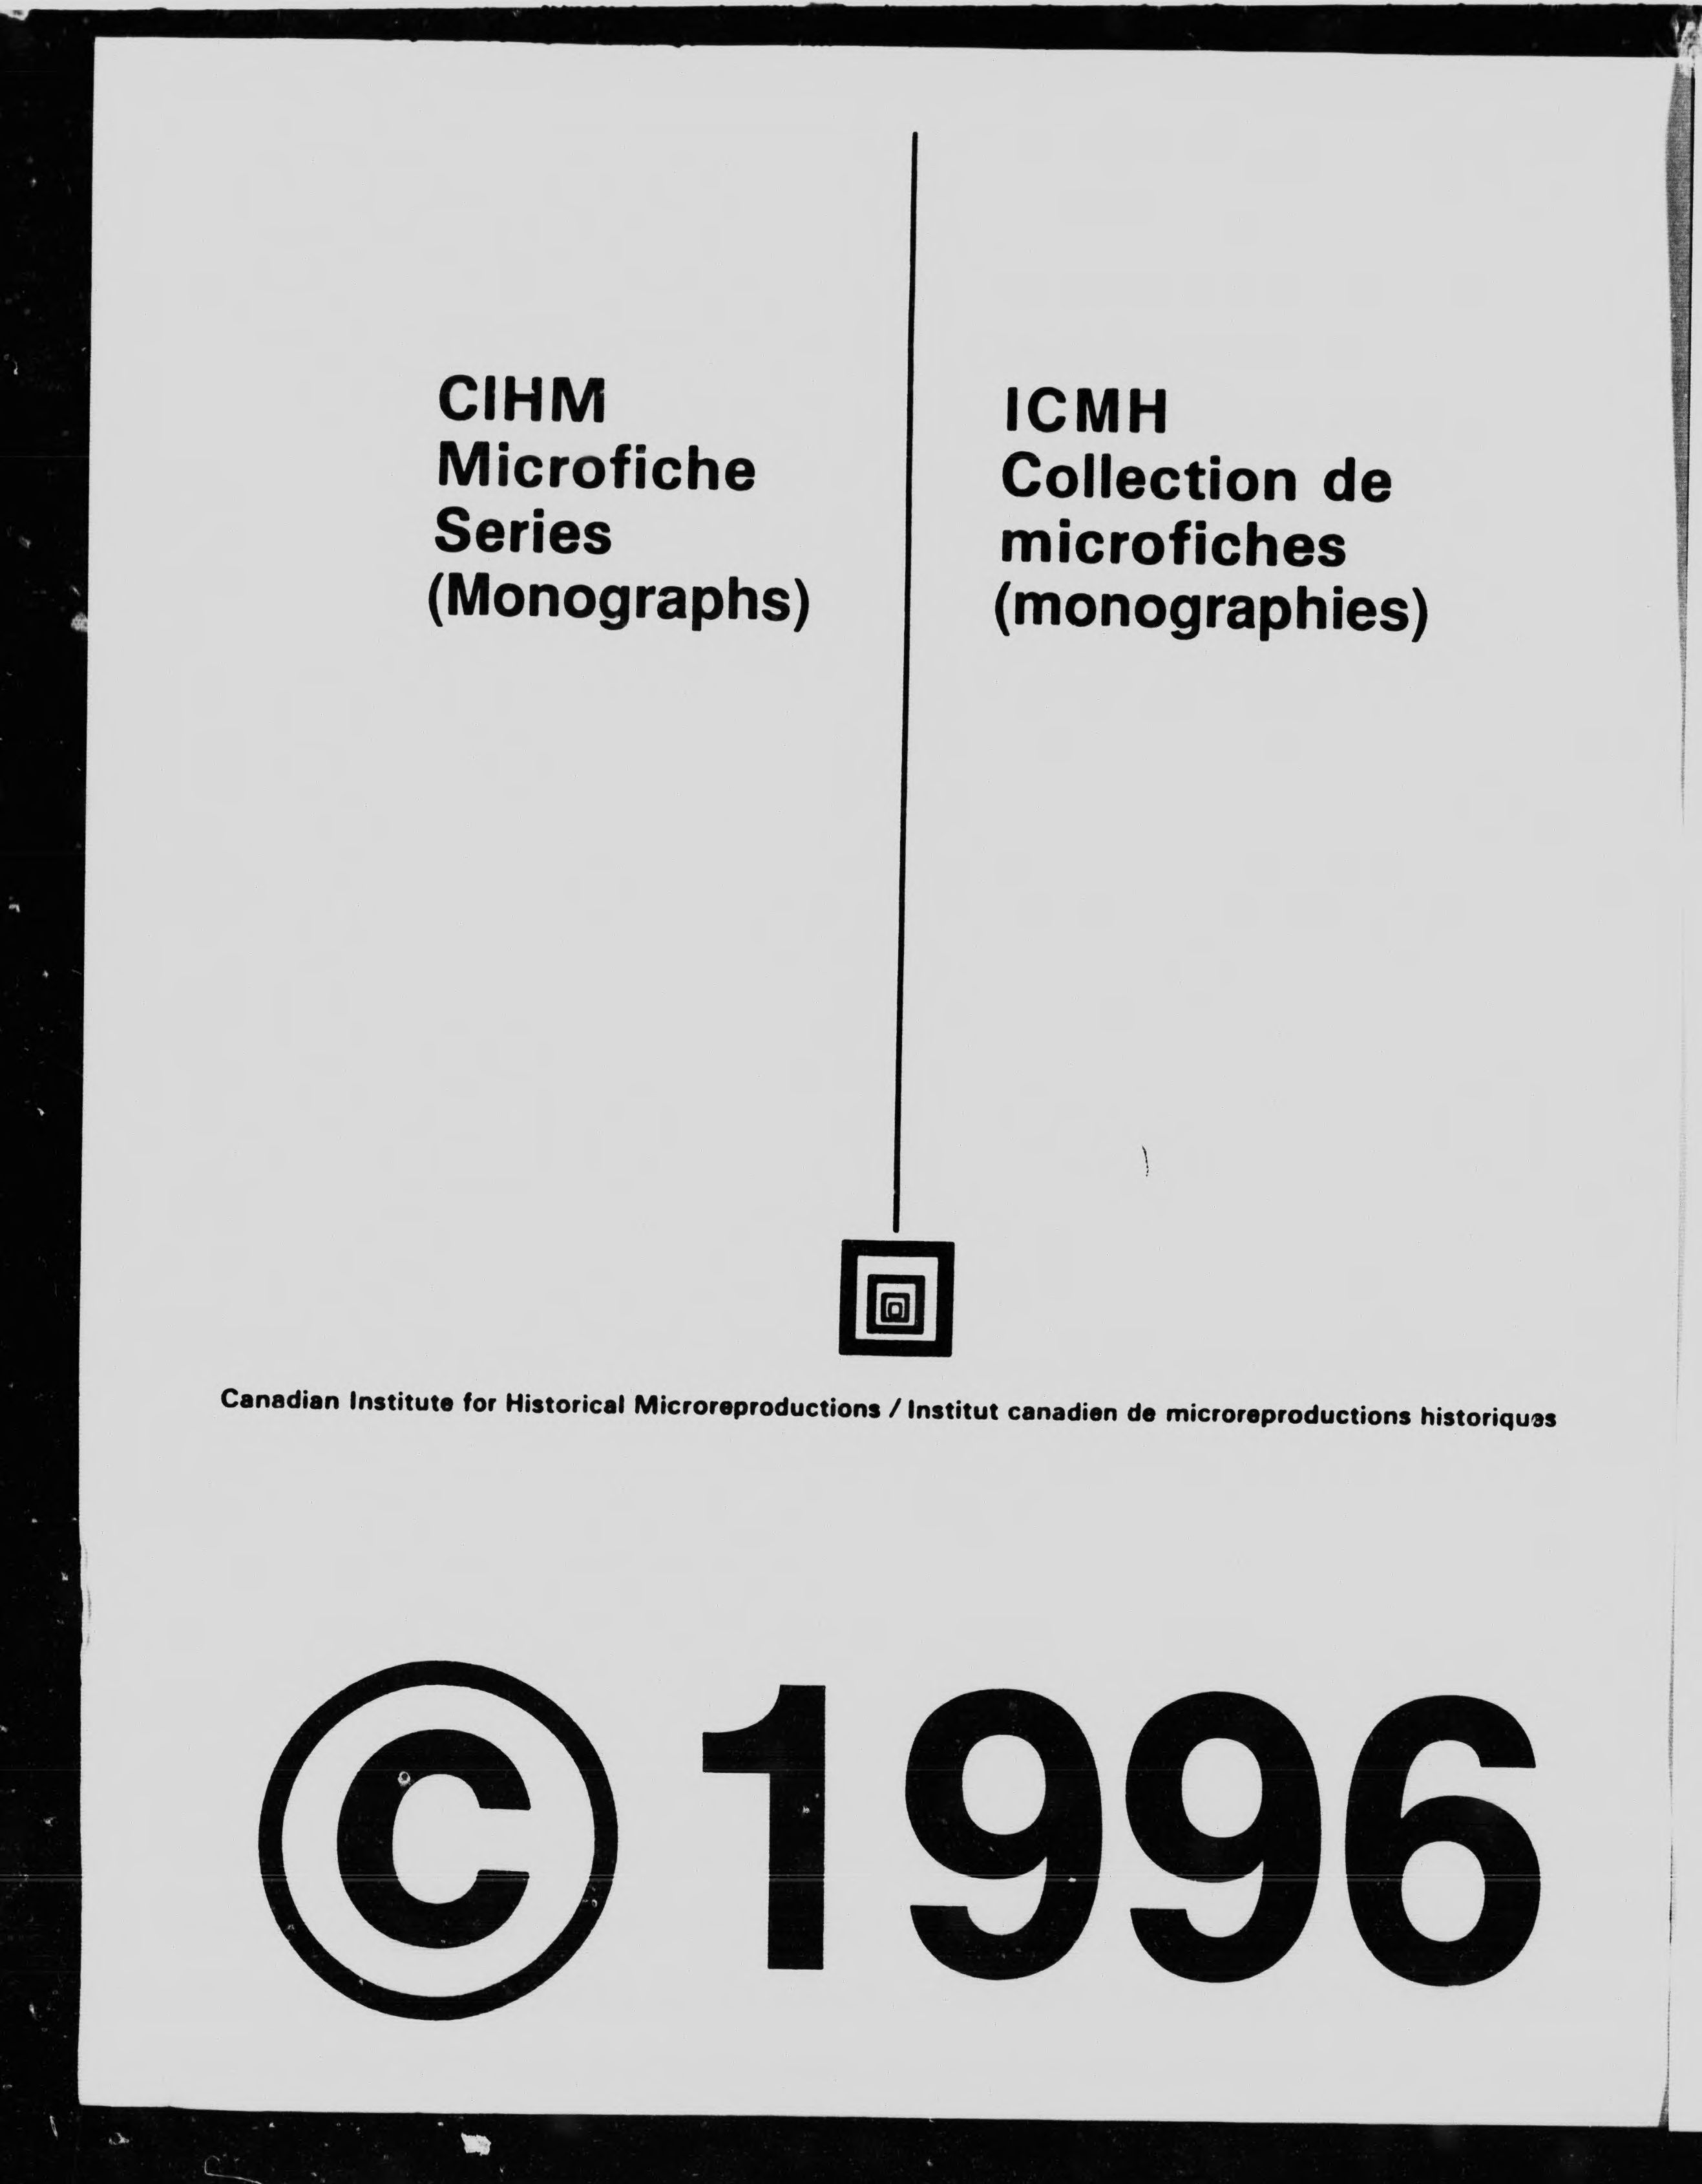 CIHM
Microfiche
Series
(Monographs)
ICMH
Collection de
microfiches
(monographies)
Canadian Institute for Historical Microreproductions / Institut canadien de microreproductions historiques
© 1996